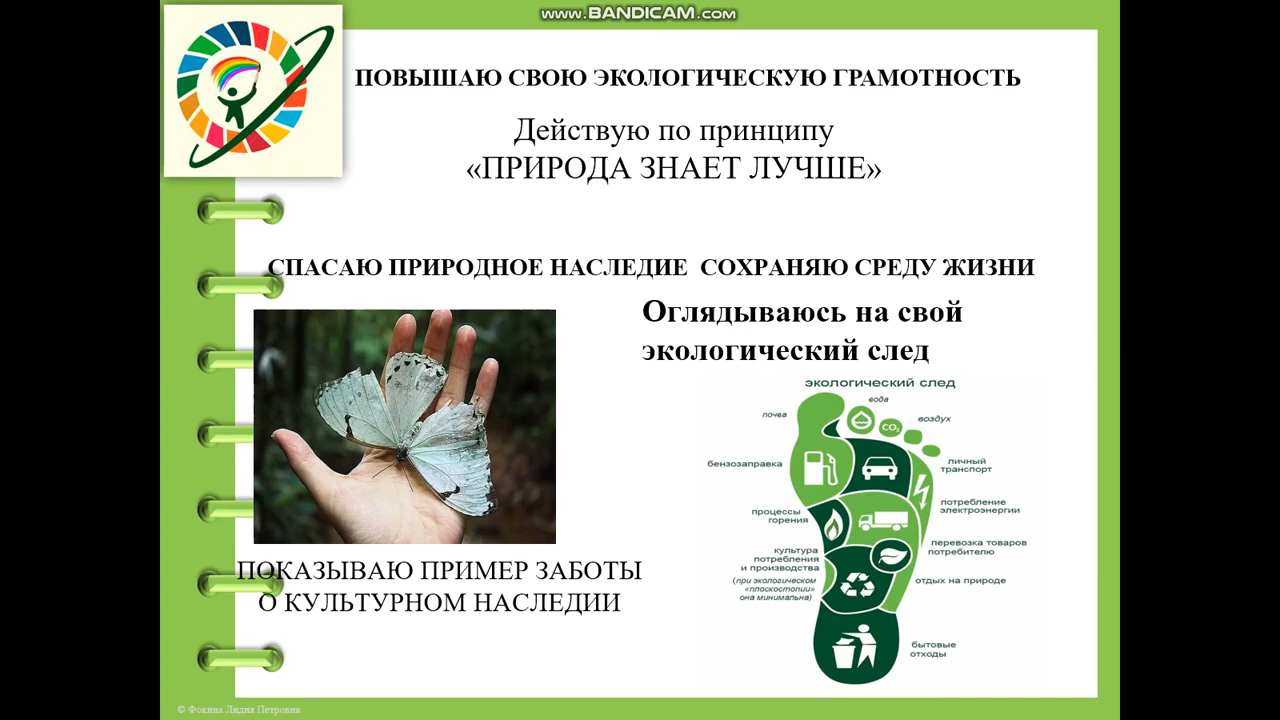 www.BANDICAM.com
ПОВЫШАЮ СВОЮ ЭКОЛОГИЧЕСКУЮ ГРАМОТНОСТЬ
Действую по принципу
«ПРИРОДА ЗНАЕТ ЛУЧШЕ»
СПАСАЮ ПРИРОДНОЕ НАСЛЕДИЕ СОХРАНЯЮ СРЕДУ ЖИЗНИ
Оглядываюсь на свой
экологический след
ПОКАЗЫВАЮ ПРИМЕР ЗАБОТЫ
О КУЛЬТУРНОМ НАСЛЕДИИ
экологический след
вода
почва
воздух
CO₂
бензозаправка
личный
транспорт
потребление
электроэнергии
процессы
горения
перевозка товаров
потребителю
культура
потребления
и производства
(при экологическом
«плоскостопии»
она минимальна)
отдых на природе
бытовые
отходы
© Фокина Лидия Петровна